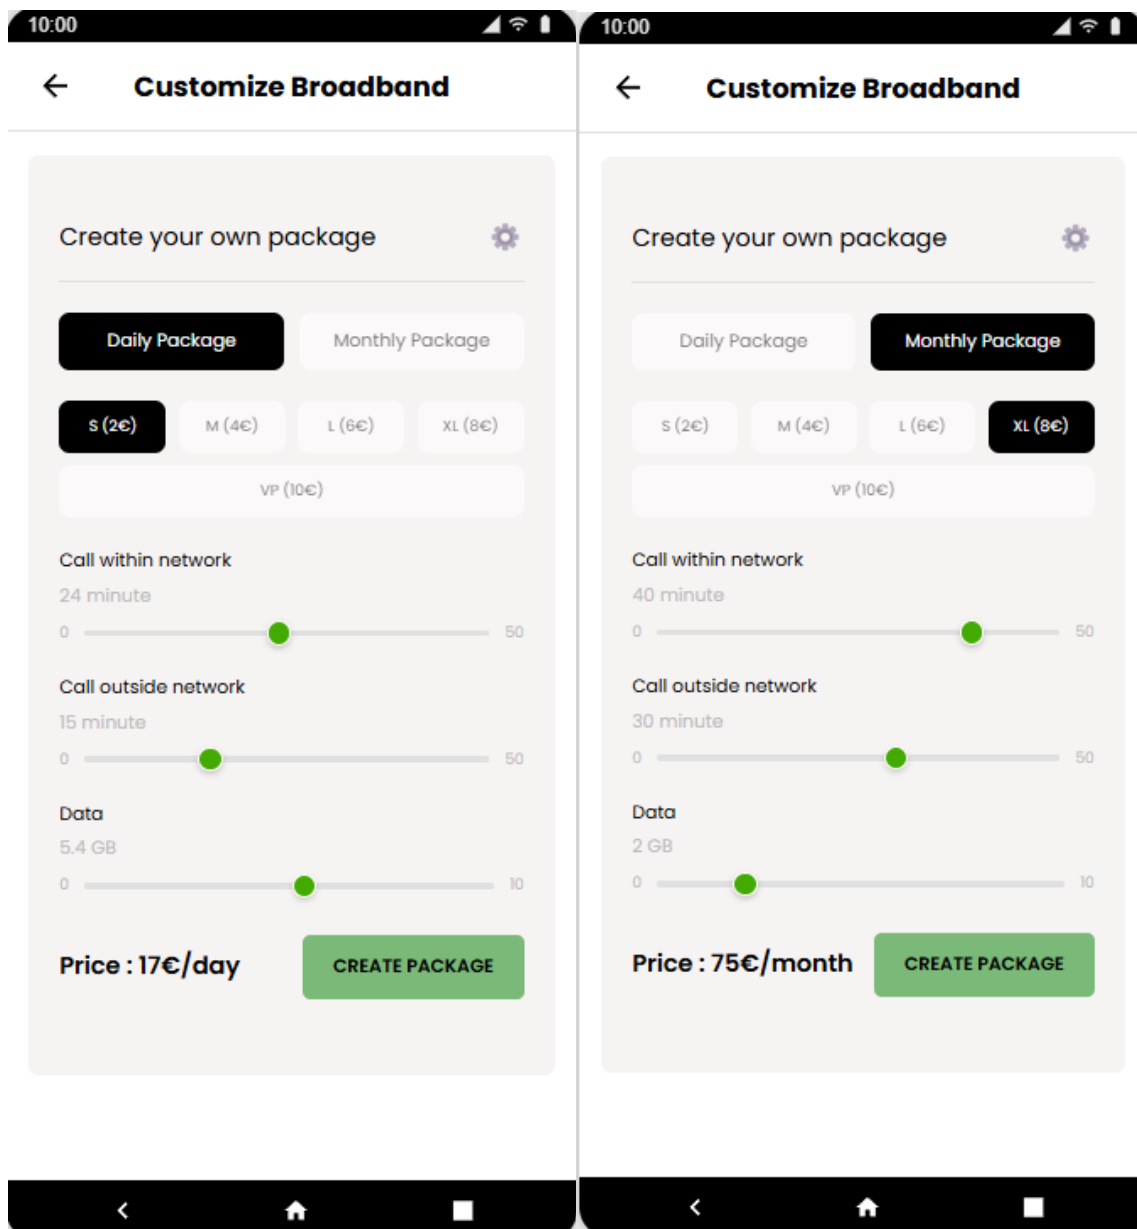 10:00
Customize Broadband
Create your own package
Daily Package
Monthly Package
S (2€)
M (4€)
L (6€)
XL (8€)
VP (10€)
Call within network
24 minute
0
50
Call outside network
15 minute
0
50
Data
5.4 GB
0
10
Price : 17€/day
CREATE PACKAGE
10:00
Customize Broadband
Create your own package
Daily Package
Monthly Package
S (2€)
M (4€)
L (6€)
XL (8€)
VP (10€)
Call within network
40 minute
0
50
Call outside network
30 minute
0
50
Data
2 GB
0
10
Price : 75€/month
CREATE PACKAGE